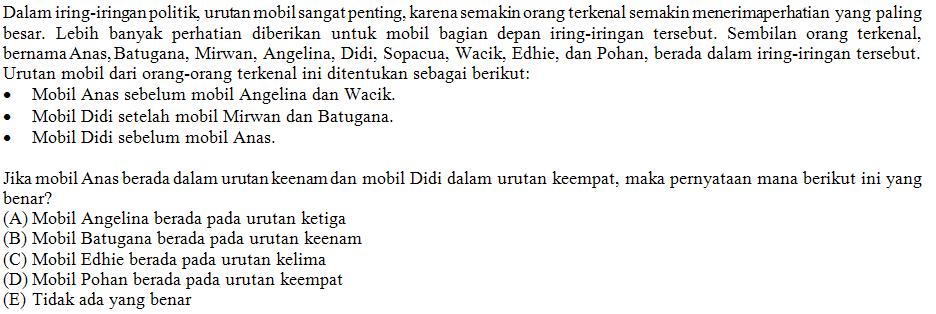 Dalam iring-iringan politik, urutan mobil sangat penting, karena semakin orang terkenal semakin menerima perhatian yang paling
besar. Lebih banyak perhatian diberikan untuk mobil bagian depan iring-iringan tersebut. Sembilan orang terkenal,
bernama Anas, Batugana, Mirwan, Angelina, Didi, Sopacua, Wacik, Edhie, dan Pohan, berada dalam iring-iringan tersebut.
Urutan mobil dari orang-orang terkenal ini ditentukan sebagai berikut:
• Mobil Anas sebelum mobil Angelina dan Wacik.
• Mobil Didi setelah mobil Mirwan dan Batugana.
• Mobil Didi sebelum mobil Anas.
Jika mobil Anas berada dalam urutan keenam dan mobil Didi dalam urutan keempat, maka pernyataan mana berikut ini yang
benar?
(A) Mobil Angelina berada pada urutan ketiga
(B) Mobil Batugana berada pada urutan keenam
(C) Mobil Edhie berada pada urutan kelima
(D) Mobil Pohan berada pada urutan keempat
(E) Tidak ada yang benar